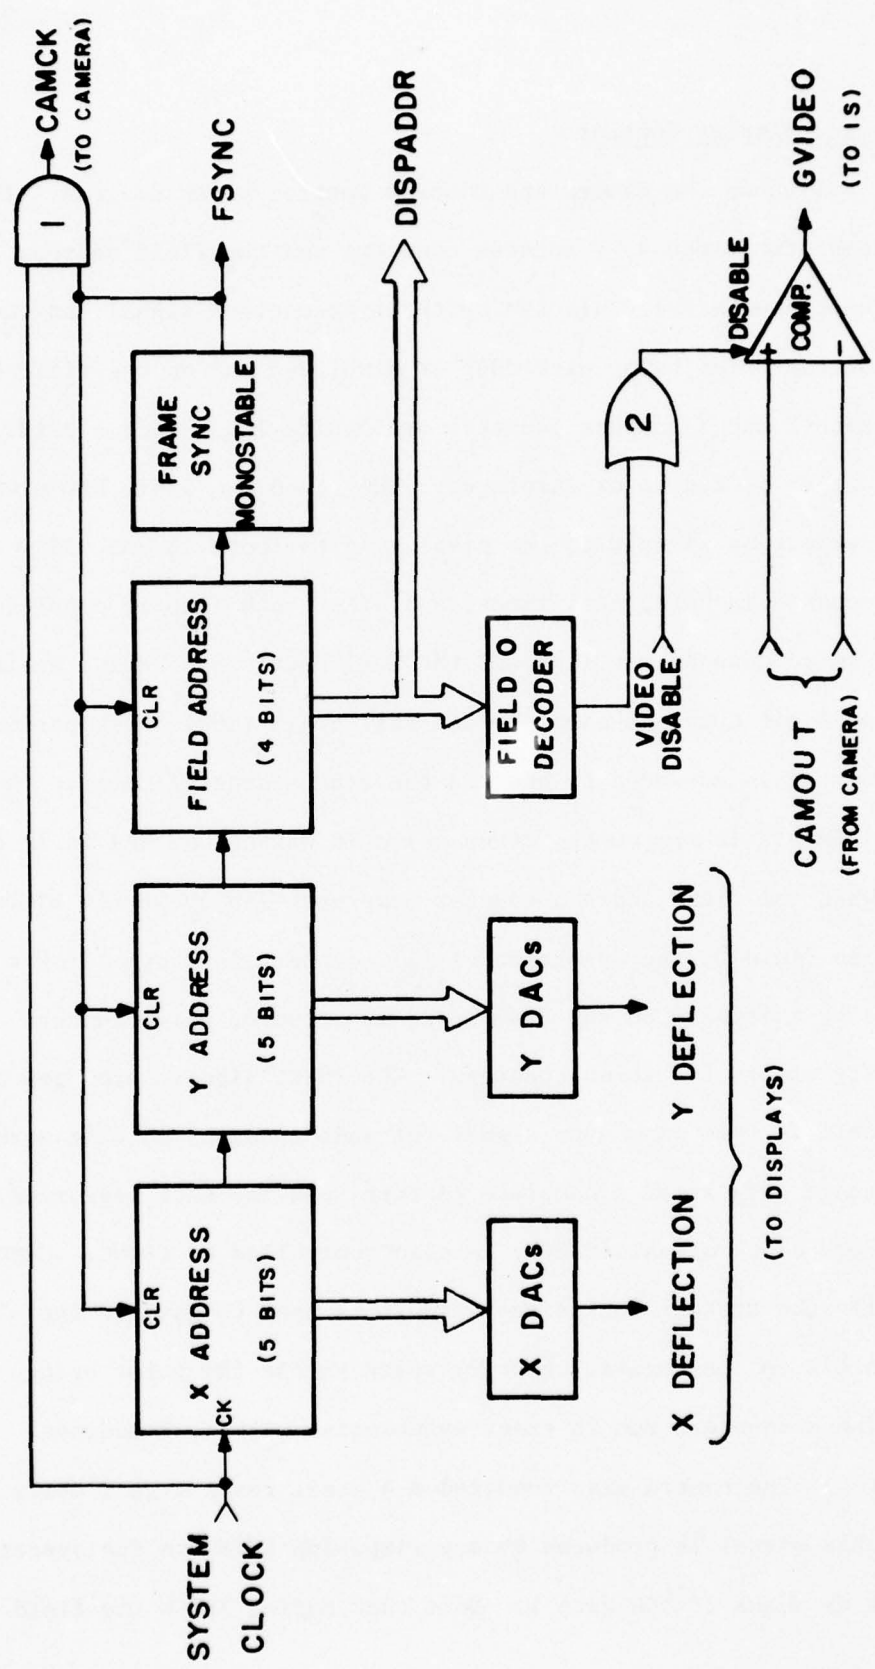 SYSTEM
CLOCK
CK
CLR
X ADDRESS
(5 BITS)
CLR
Y ADDRESS
(5 BITS)
CLR
FIELD ADDRESS
(4 BITS)
FRAME
SYNC
MONOSTABLE
1
CAMCK
(TO CAMERA)
FSYNC
DISPADDR
X DACs
Y DACs
FIELD 0
DECODER
X DEFLECTION
Y DEFLECTION
(TO DISPLAYS)
VIDEO
DISABLE
2
DISABLE
+
COMP.
-
GVIDEO
(TO IS)
CAMOUT
(FROM CAMERA)